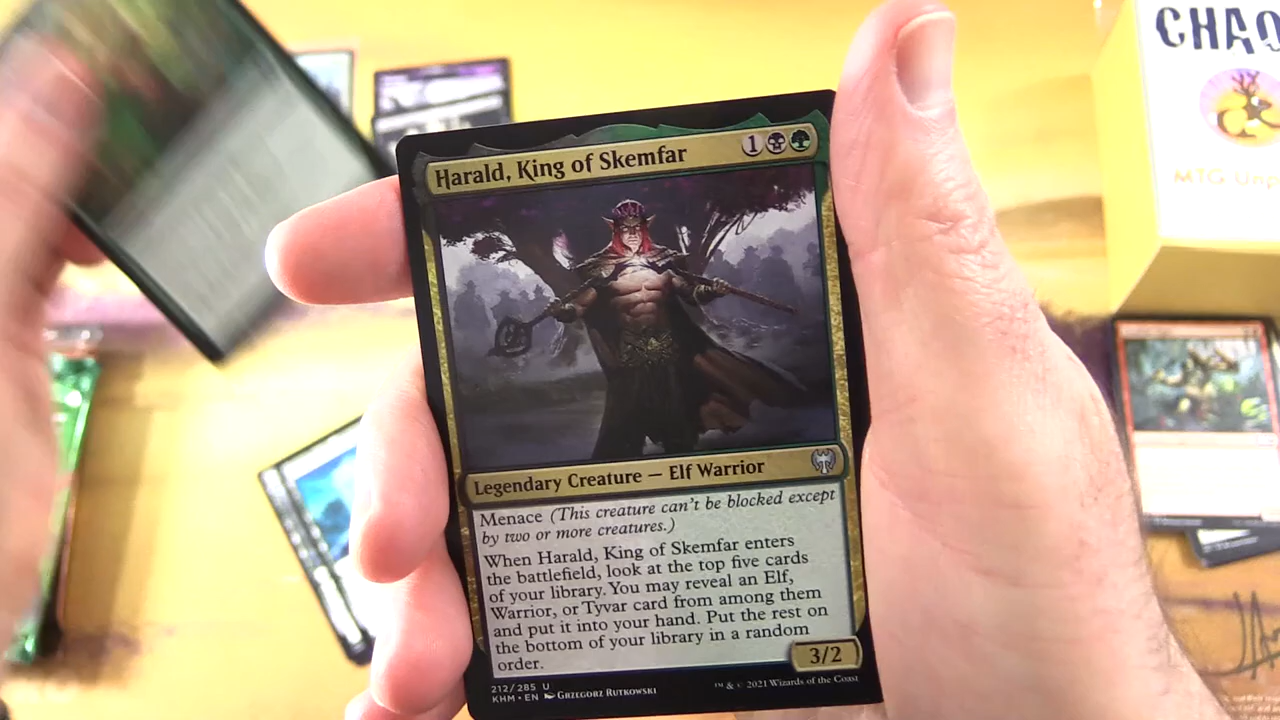 CHAO
MTG Unp
Harald, King of Skemfar
1
Legendary Creature — Elf Warrior
Menace (This creature can't be blocked except
by two or more creatures.)
When Harald, King of Skemfar enters
the battlefield, look at the top five cards
of your library. You may reveal an Elf,
Warrior, or Tyvar card from among them
and put it into your hand. Put the rest on
the bottom of your library in a random
order.
3/2
212/285 U
KHM • EN Grzegorz Rutkowski
™ & © 2021 Wizards of the Coast